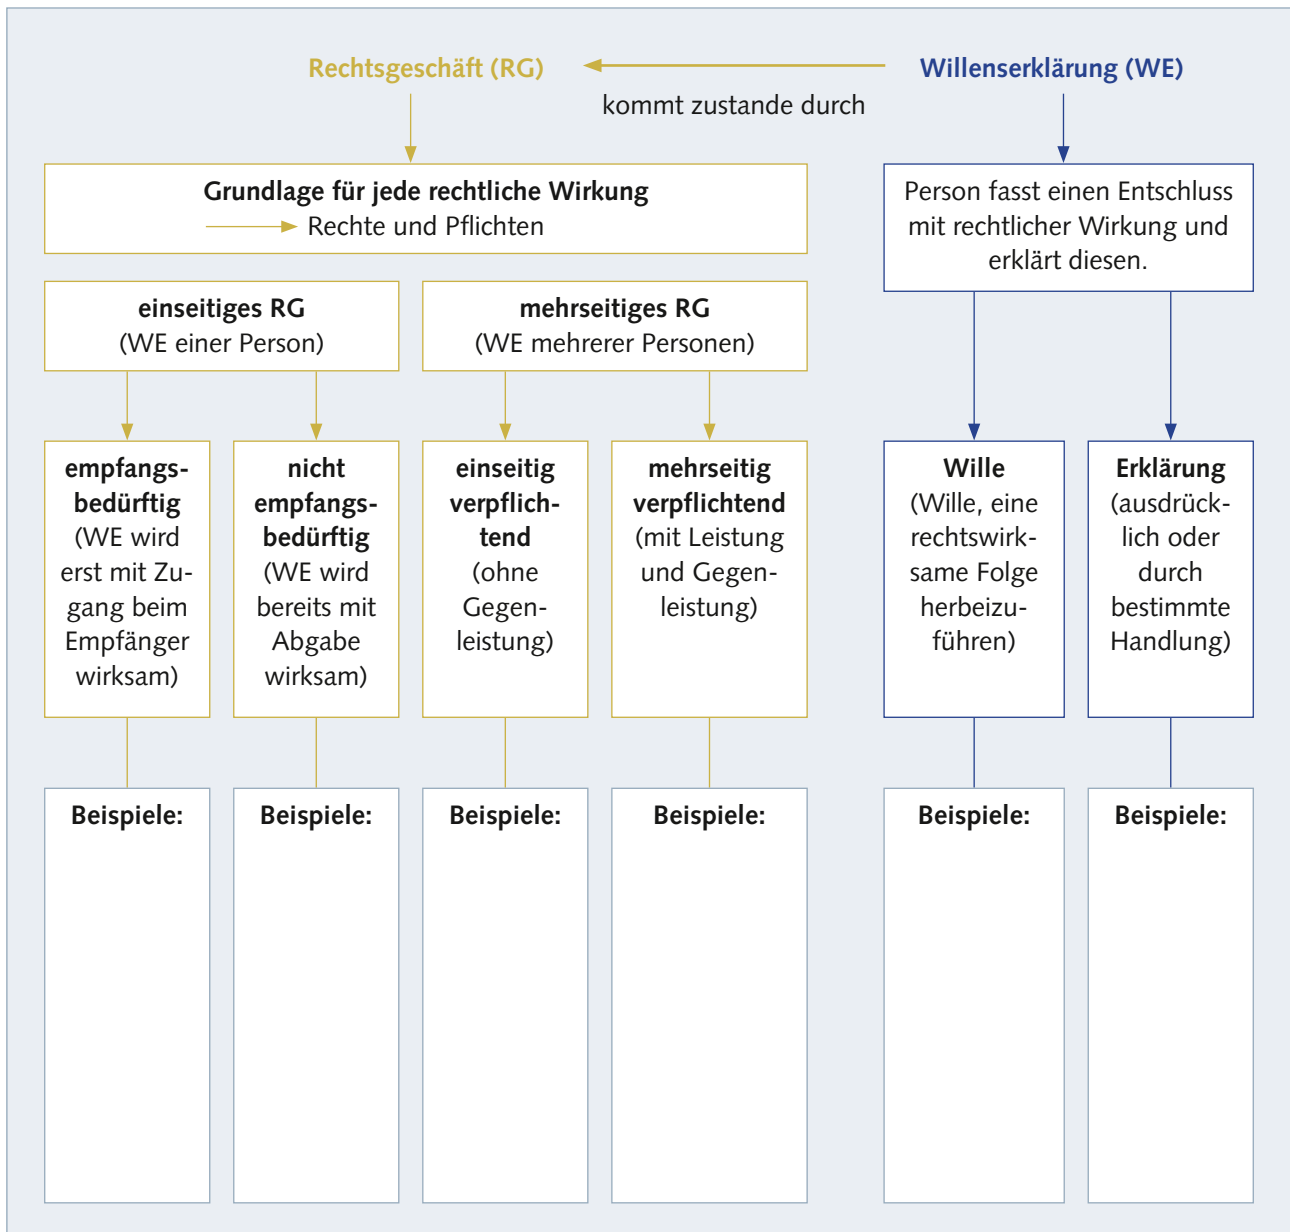 Rechtsgeschäft (RG)
Willenserklärung (WE)
kommt zustande durch
Grundlage für jede rechtliche Wirkung
Rechte und Pflichten
Person fasst einen Entschluss
mit rechtlicher Wirkung und
erklärt diesen.
einseitiges RG
(WE einer Person)
mehrseitiges RG
(WE mehrerer Personen)
empfangs-
bedürftig
(WE wird
erst mit Zu-
gang beim
Empfänger
wirksam)
nicht
empfangs-
bedürftig
(WE wird
bereits mit
Abgabe
wirksam)
einseitig
verpflich-
tend
(ohne
Gegen-
leistung)
mehrseitig
verpflichtend
(mit Leistung
und Gegen-
leistung)
Wille
(Wille, eine
rechtswirk-
same Folge
herbeizu-
führen)
Erklärung
(ausdrück-
lich oder
durch
bestimmte
Handlung)
Beispiele:
Beispiele:
Beispiele:
Beispiele:
Beispiele:
Beispiele: